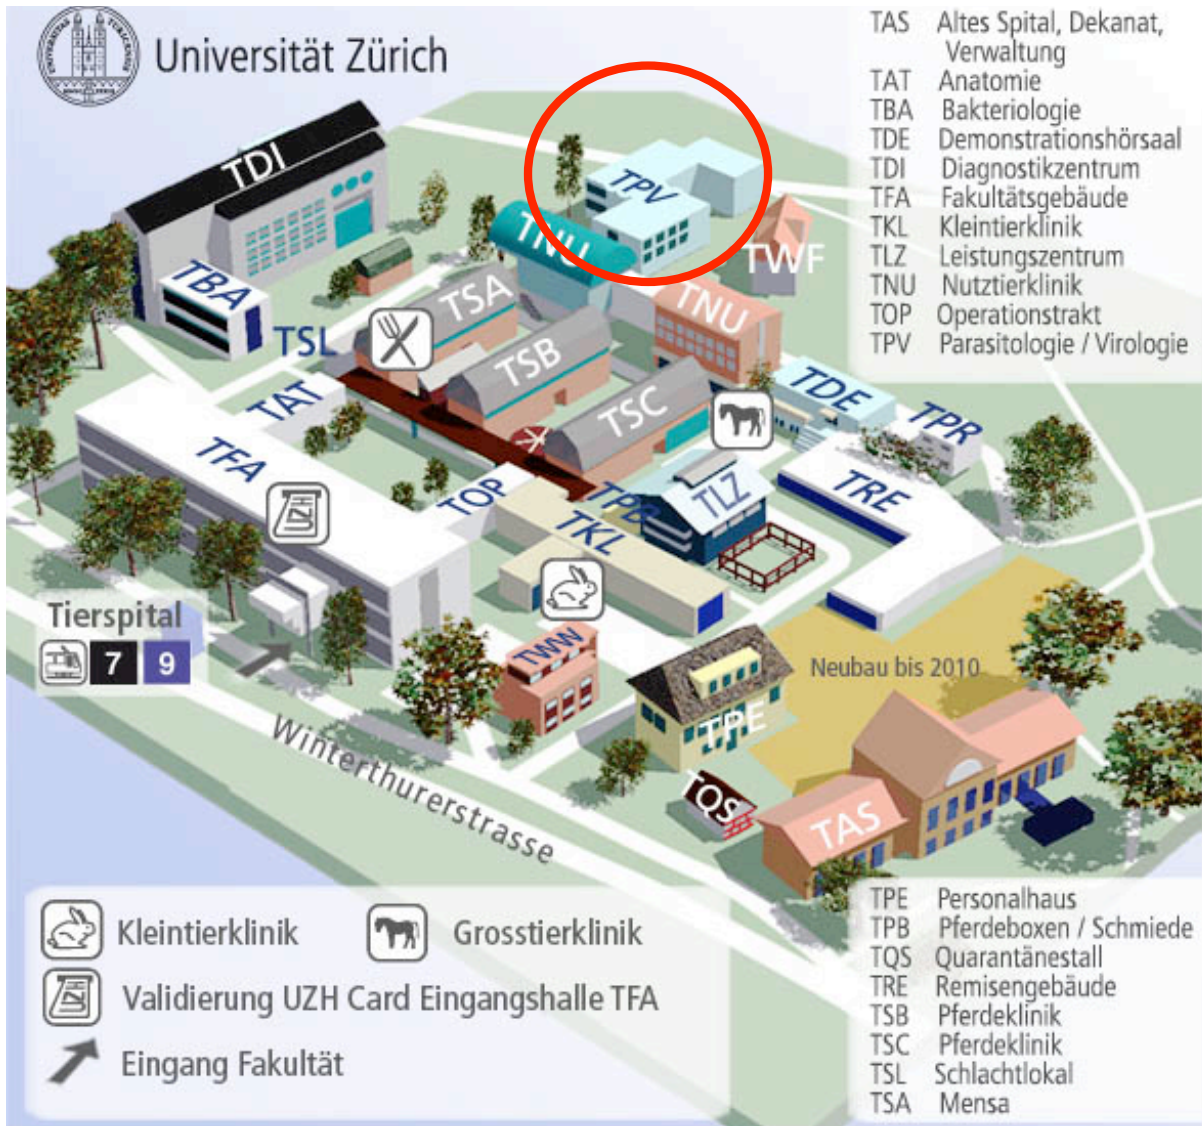 Universität Zürich
TAS Altes Spital, Dekanat,
Verwaltung
TAT Anatomie
TBA Bakteriologie
TDE Demonstrationshörsaal
TDI Diagnostikzentrum
TFA Fakultätsgebäude
TKL Kleintierklinik
TLZ Leistungszentrum
TNU Nutztierklinik
TOP Operationstrakt
TPV Parasitologie / Virologie
TDI
TPV
TNU
TWF
TBA
TSA
TNU
TSL
TSB
TDE
TAT
TSC
TPR
TFA
TOP
TPB
TLZ
TRE
TKL
Tierspital
7 9
TWW
Neubau bis 2010
TPE
Winterthurerstrasse
TQS
TAS
Kleintierklinik
Grosstierklinik
Validierung UZH Card Eingangshalle TFA
Eingang Fakultät
TPE Personalhaus
TPB Pferdeboxen / Schmiede
TQS Quarantänestall
TRE Remisengebäude
TSB Pferdeklinik
TSC Pferdeklinik
TSL Schlachtlokal
TSA Mensa